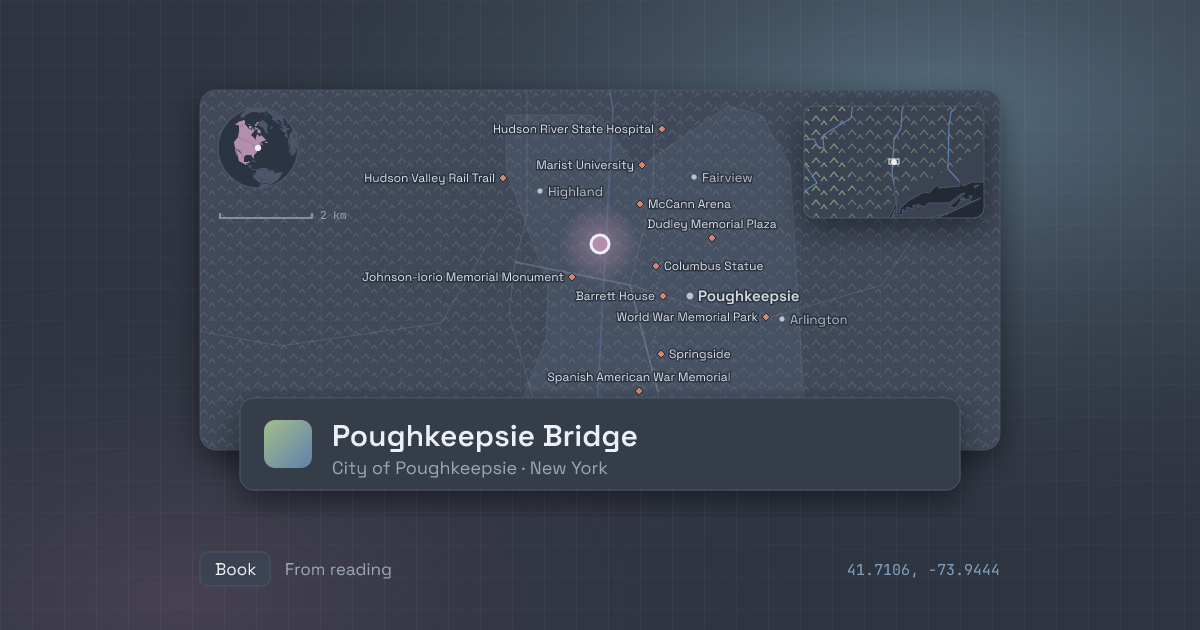 Hudson River State Hospital
Marist University
Hudson Valley Rail Trail
Fairview
Highland
McCann Arena
2 km
Dudley Memorial Plaza
Columbus Statue
Johnson-Iorio Memorial Monument
Barrett House
Poughkeepsie
World War Memorial Park
Arlington
Springside
Spanish American War Memorial
Poughkeepsie Bridge
City of Poughkeepsie · New York
Book
From reading
41.7106, -73.9444